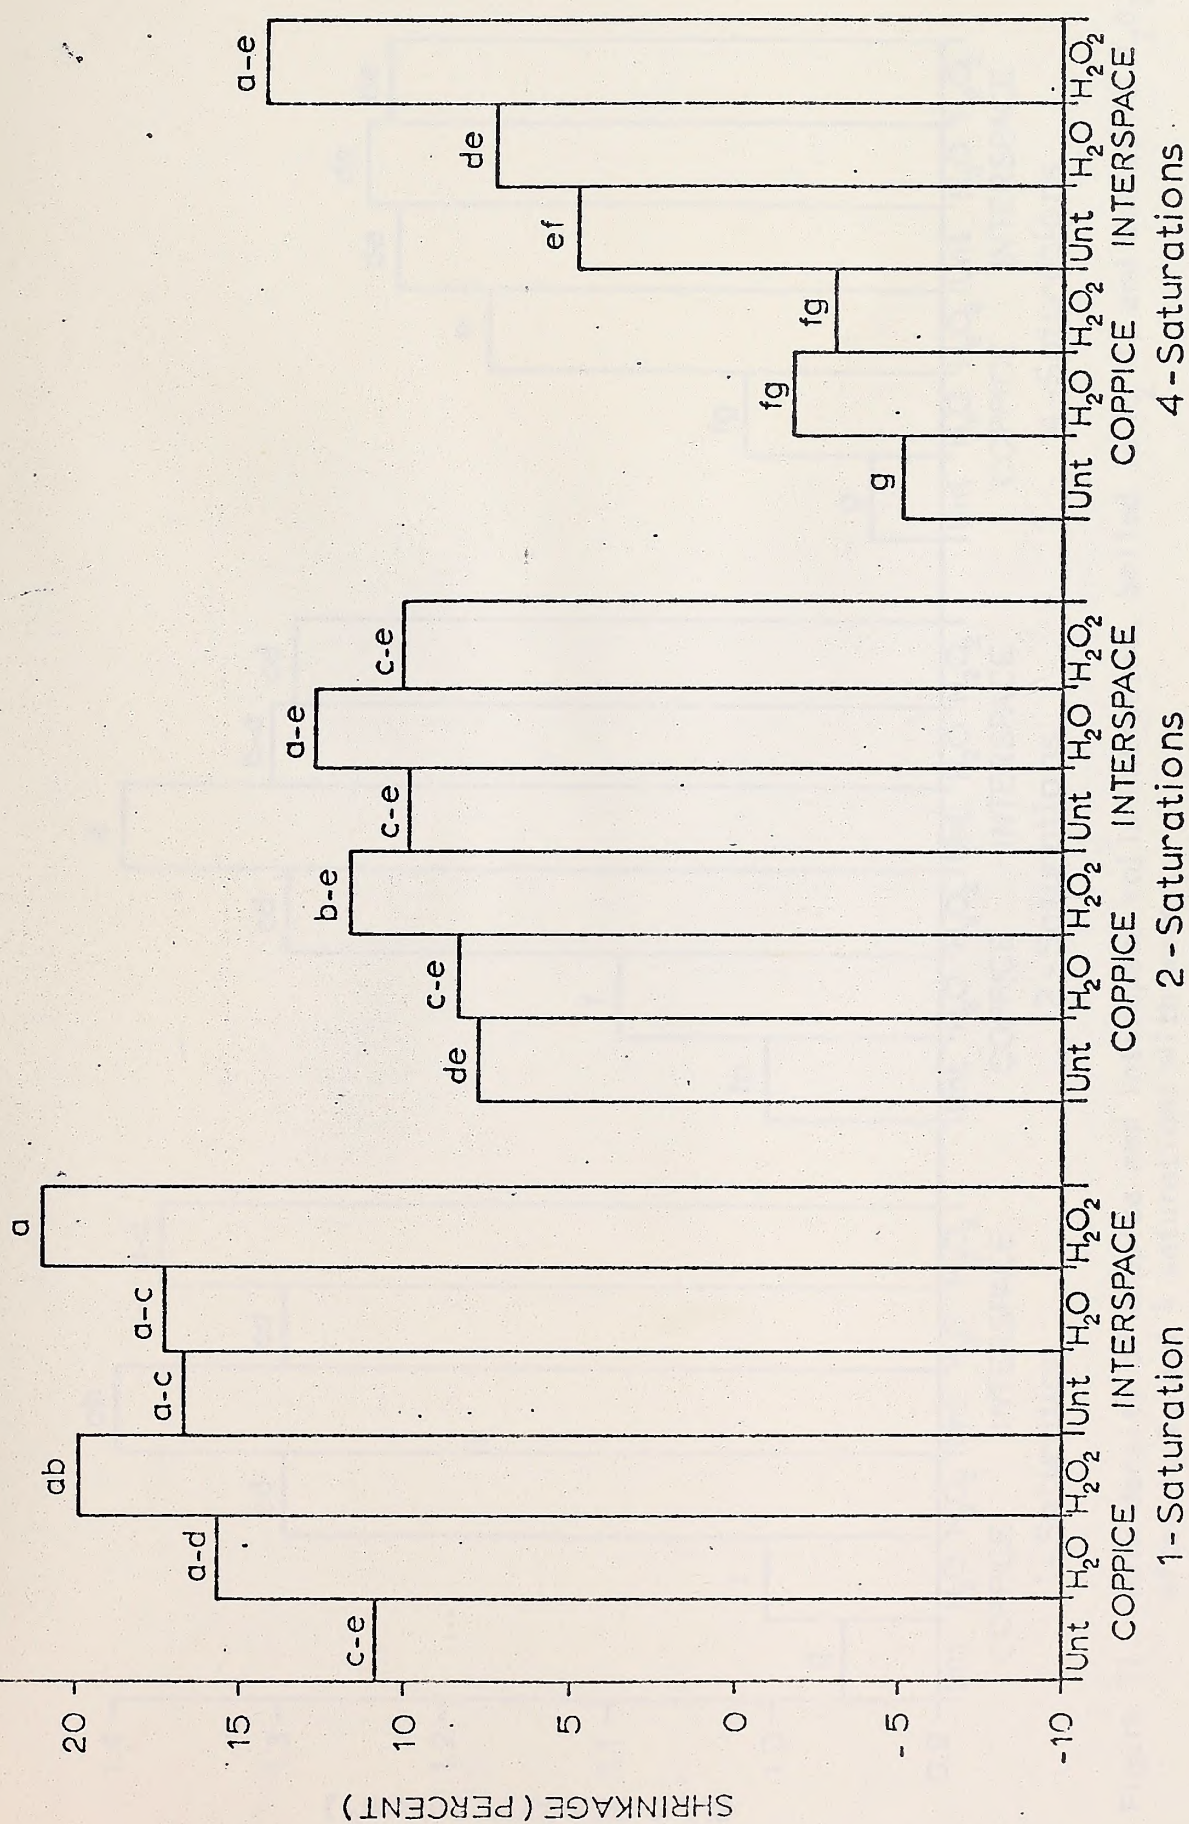 SHRINKAGE (PERCENT)
20
15
10
5
0
-5
-10
c-e
a-d
ab
a-c
a-c
a
de
c-e
b-e
c-e
a-e
c-e
g
fg
fg
ef
de
a-e
Unt H₂O H₂O₂ Unt H₂O H₂O₂
COPPICE INTERSPACE
1-Saturation
Unt H₂O H₂O₂ Unt H₂O H₂O₂
COPPICE INTERSPACE
2-Saturations
Unt H₂O H₂O₂ Unt H₂O H₂O₂
COPPICE INTERSPACE
4-Saturations